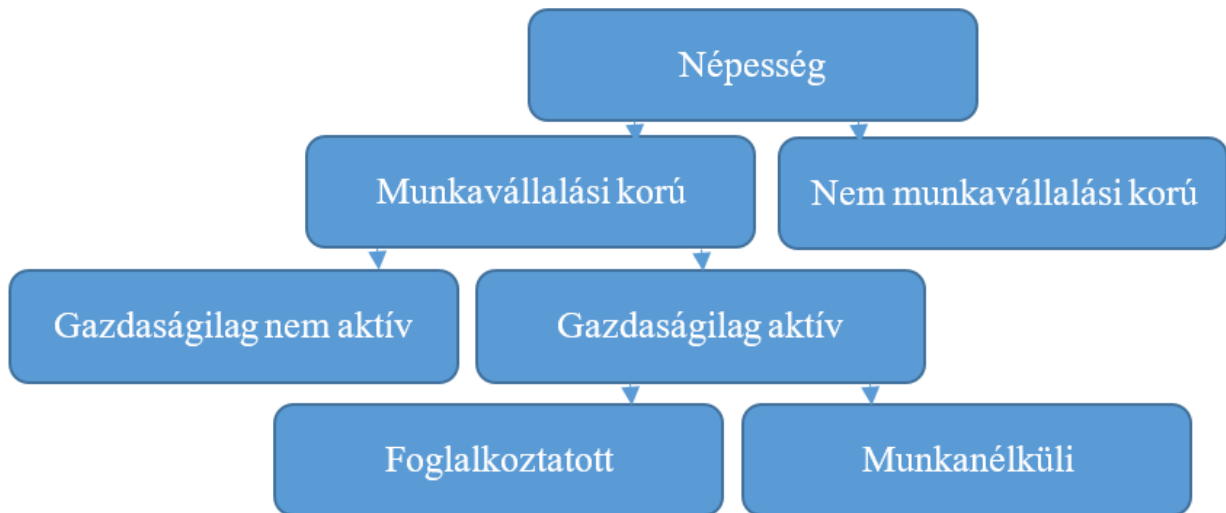 Népesség
Munkavállalási korú
Nem munkavállalási korú
Gazdaságilag nem aktív
Gazdaságilag aktív
Foglalkoztatott
Munkanélküli